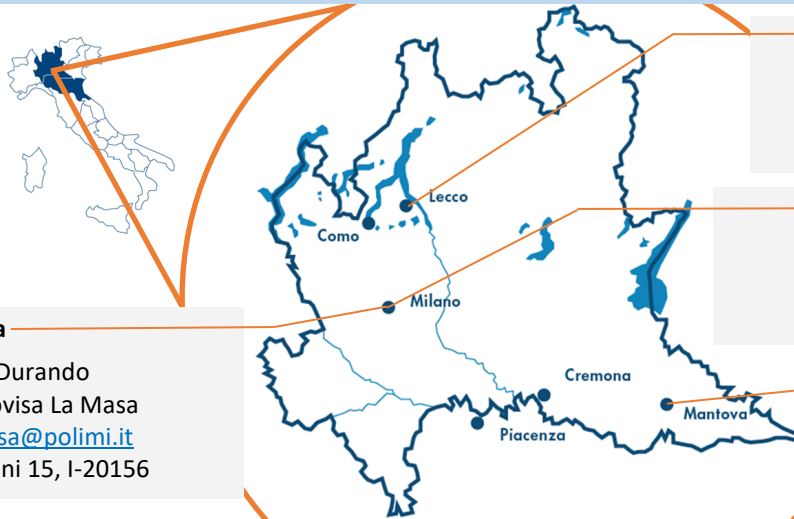 Lecco
Como
Milano
a
Durando
ovisa La Masa
sa@polimi.it
ni 15, I-20156
Cremona
Mantova
Piacenza